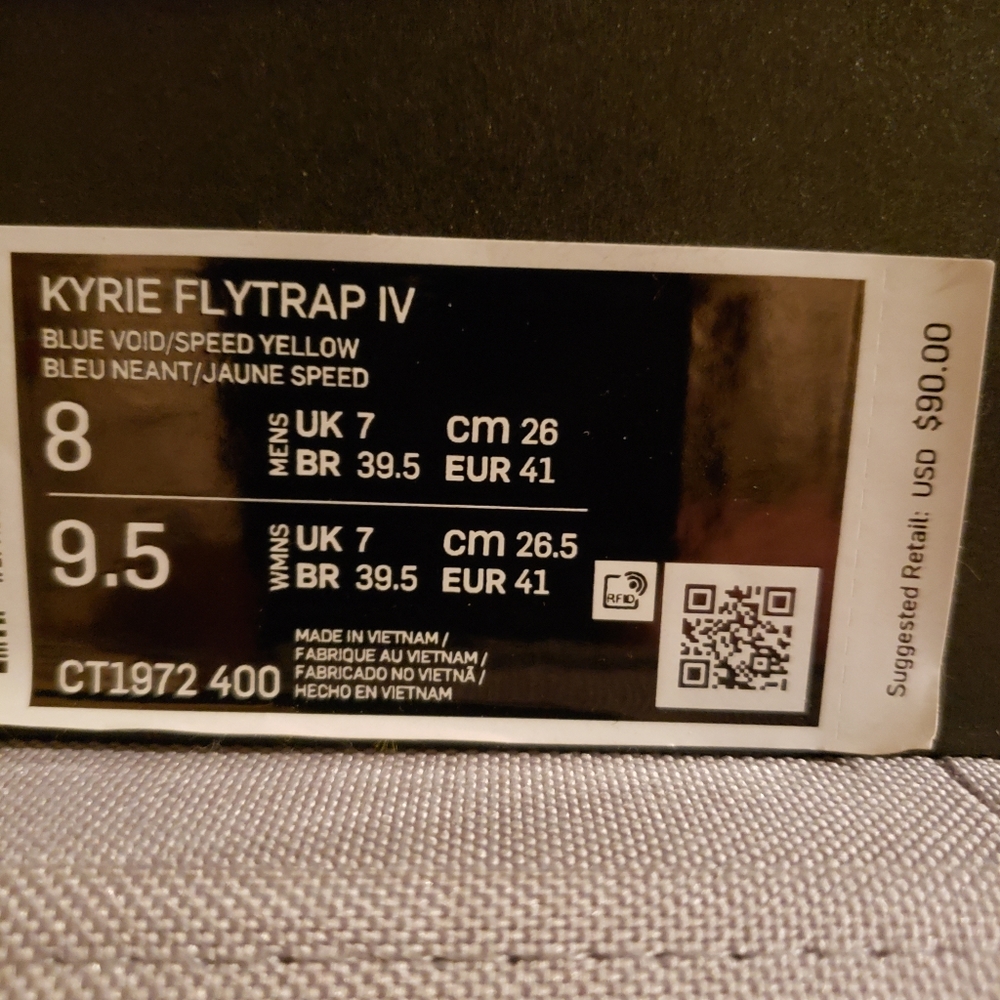 KYRIE FLYTRAP IV
BLUE VOID/SPEED YELLOW
BLEU NEANT/JAUNE SPEED
8 MENS UK 7 cm 26
BR 39.5 EUR 41
9.5 WMNS UK 7 cm 26.5
BR 39.5 EUR 41
RFID
MADE IN VIETNAM /
FABRIQUE AU VIETNAM /
FABRICADO NO VIETNÃ /
HECHO EN VIETNAM
CT1972 400
Suggested Retail: USD $90.00